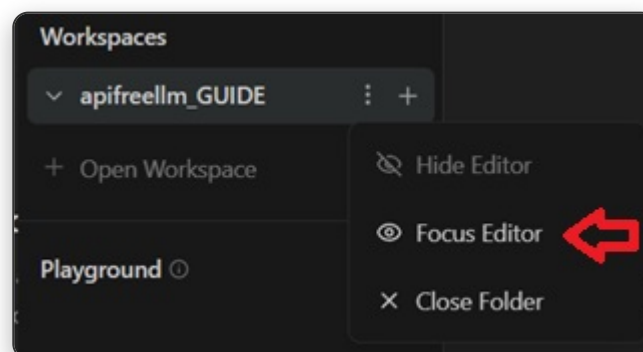 Workspaces
apifreellm_GUIDE
Open Workspace
Hide Editor
Focus Editor
Playground
Close Folder